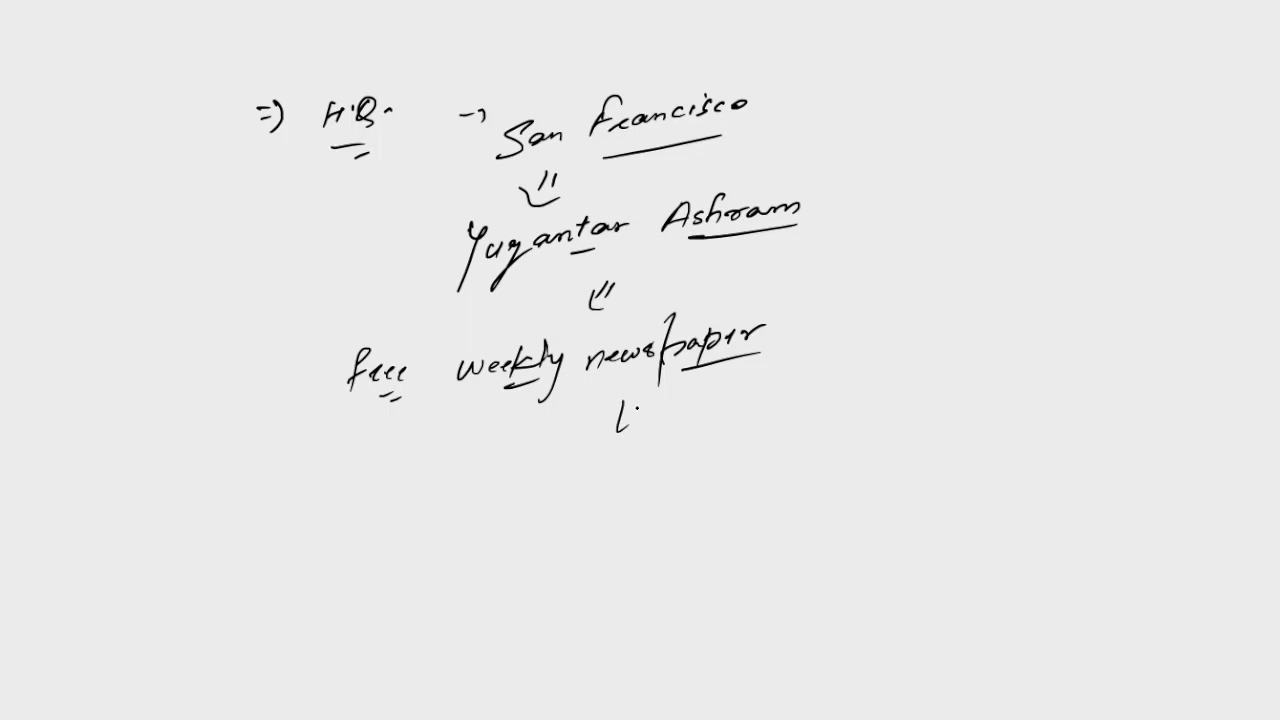 => H.Q. → San Francisco
Yugantar Ashram
free weekly newspaper